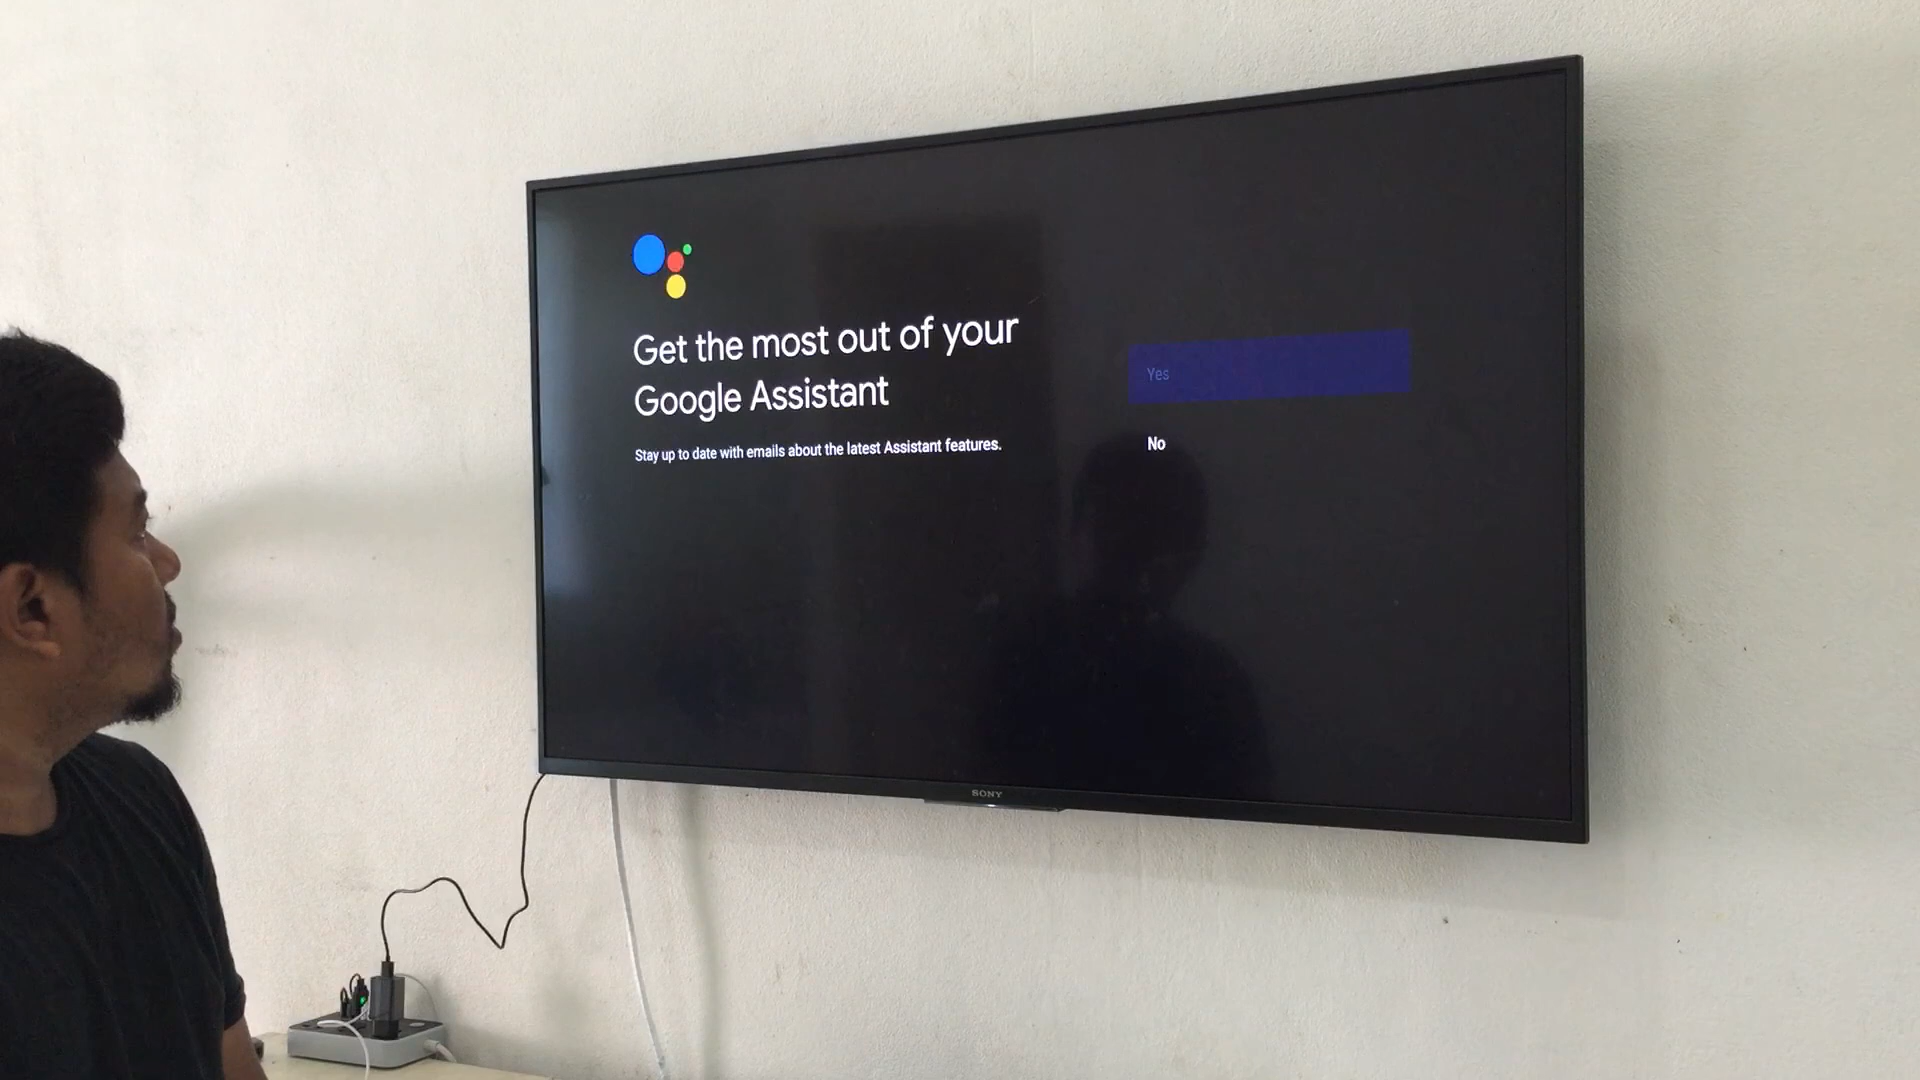 Get the most out of your
Google Assistant
Stay up to date with emails about the latest Assistant features.
Yes
No
SONY